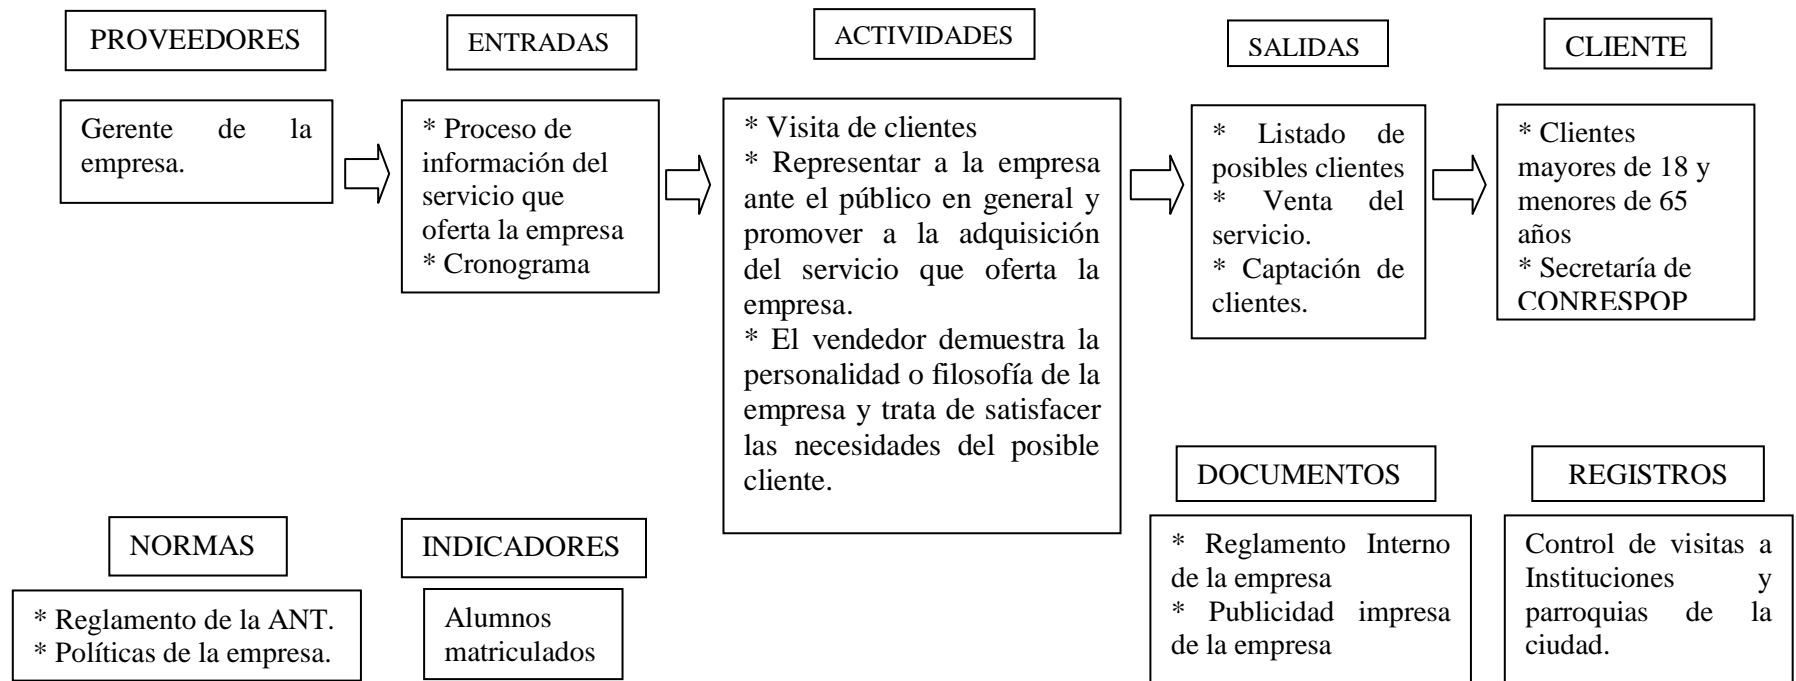 PROVEEDORES
ENTRADAS
ACTIVIDADES
SALIDAS
CLIENTE
Gerente de la
empresa.
* Proceso de
información del
servicio que
oferta la empresa
* Cronograma
* Visita de clientes
* Representar a la empresa
ante el público en general y
promover a la adquisición
del servicio que oferta la
empresa.
* El vendedor demuestra la
personalidad o filosofía de la
empresa y trata de satisfacer
las necesidades del posible
cliente.
* Listado de
posibles clientes
* Venta del
servicio.
* Captación de
clientes.
* Clientes
mayores de 18 y
menores de 65
años
* Secretaría de
CONRESPOP
NORMAS
* Reglamento de la ANT.
* Políticas de la empresa.
INDICADORES
Alumnos
matriculados
DOCUMENTOS
* Reglamento Interno
de la empresa
* Publicidad impresa
de la empresa
REGISTROS
Control de visitas a
Instituciones y
parroquias de la
ciudad.